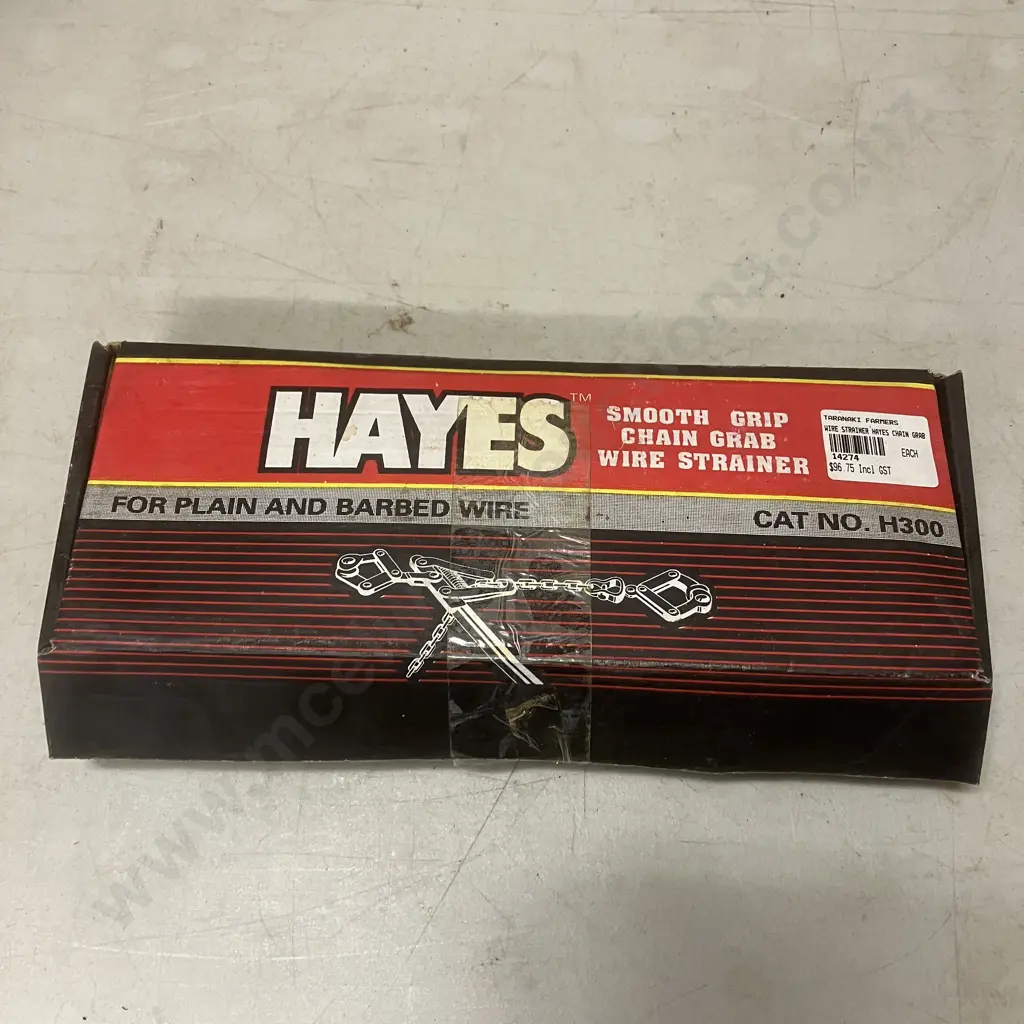 HAYES™
SMOOTH GRIP
CHAIN GRAB
WIRE STRAINER
TARANAKI FARMERS
WIRE STRAINER HAYES CHAIN GRAB
EACH
14274
$96.75 Incl GST
FOR PLAIN AND BARBED WIRE
CAT NO. H300